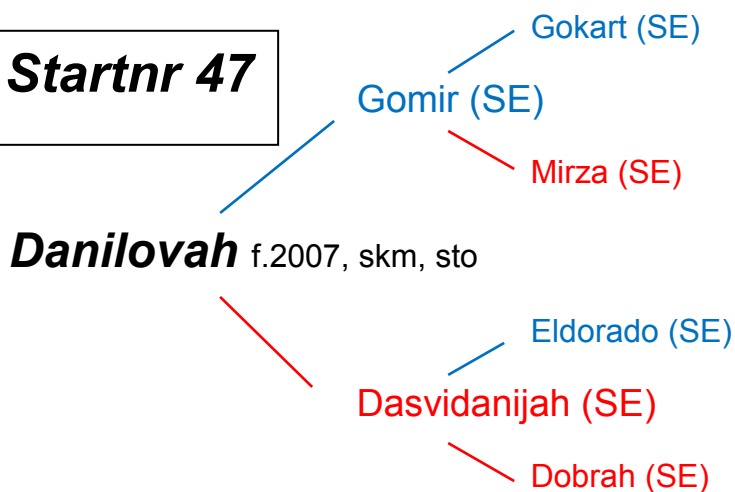 Gokart (SE)
Startnr 47
Gomir (SE)
Mirza (SE)
Danilovah f.2007, skm, sto
Eldorado (SE)
Dasvidanijah (SE)
Dobrah (SE)